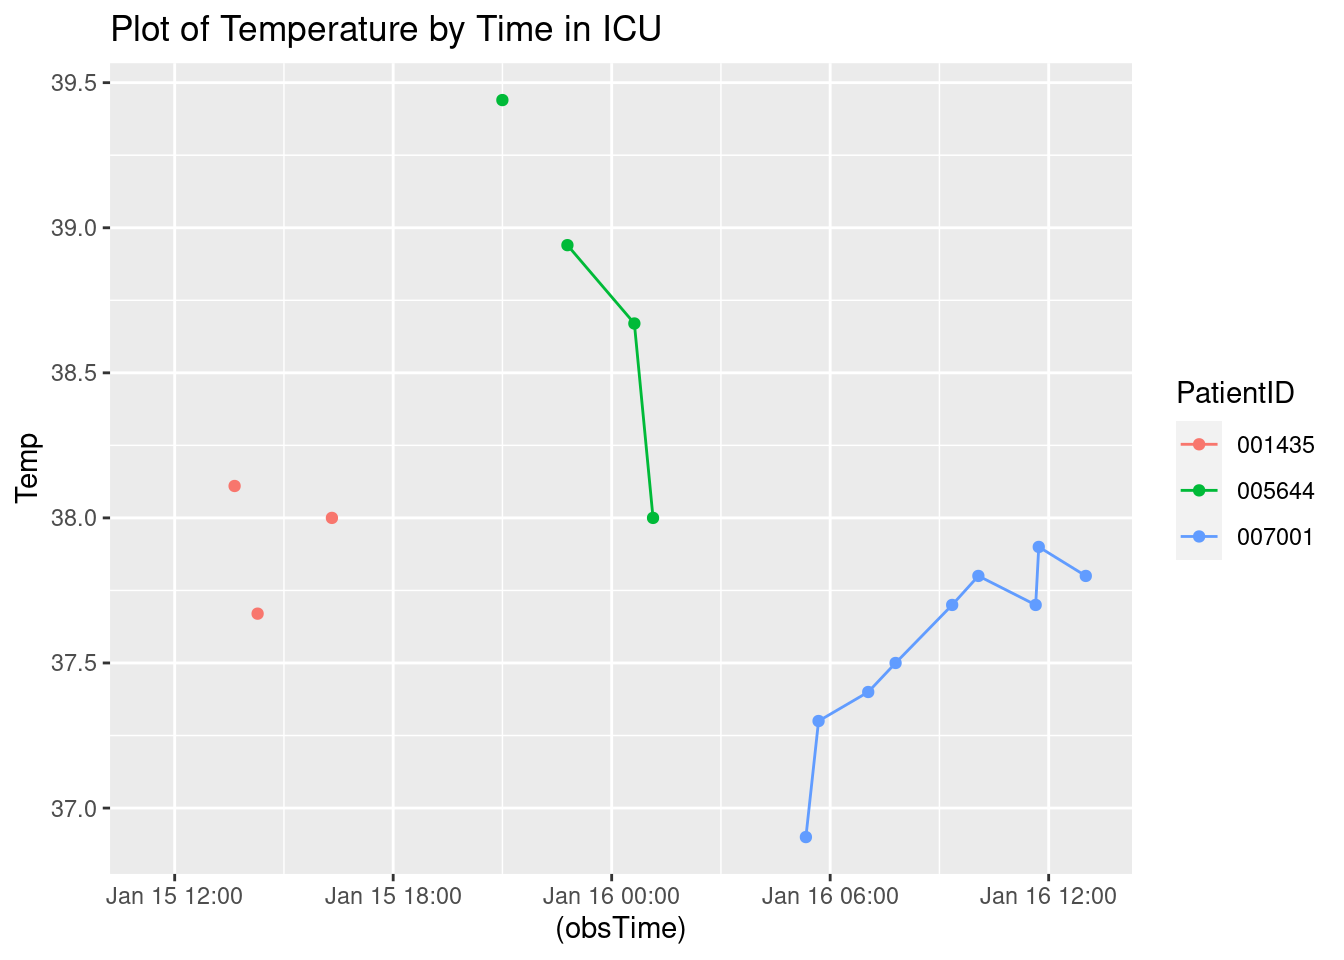 Plot of Temperature by Time in ICU
39.5
39.0
38.5
38.0
37.5
37.0
Temp
Jan 15 12:00
Jan 15 18:00
Jan 16 00:00
Jan 16 06:00
Jan 16 12:00
(obsTime)
PatientID
001435
005644
007001